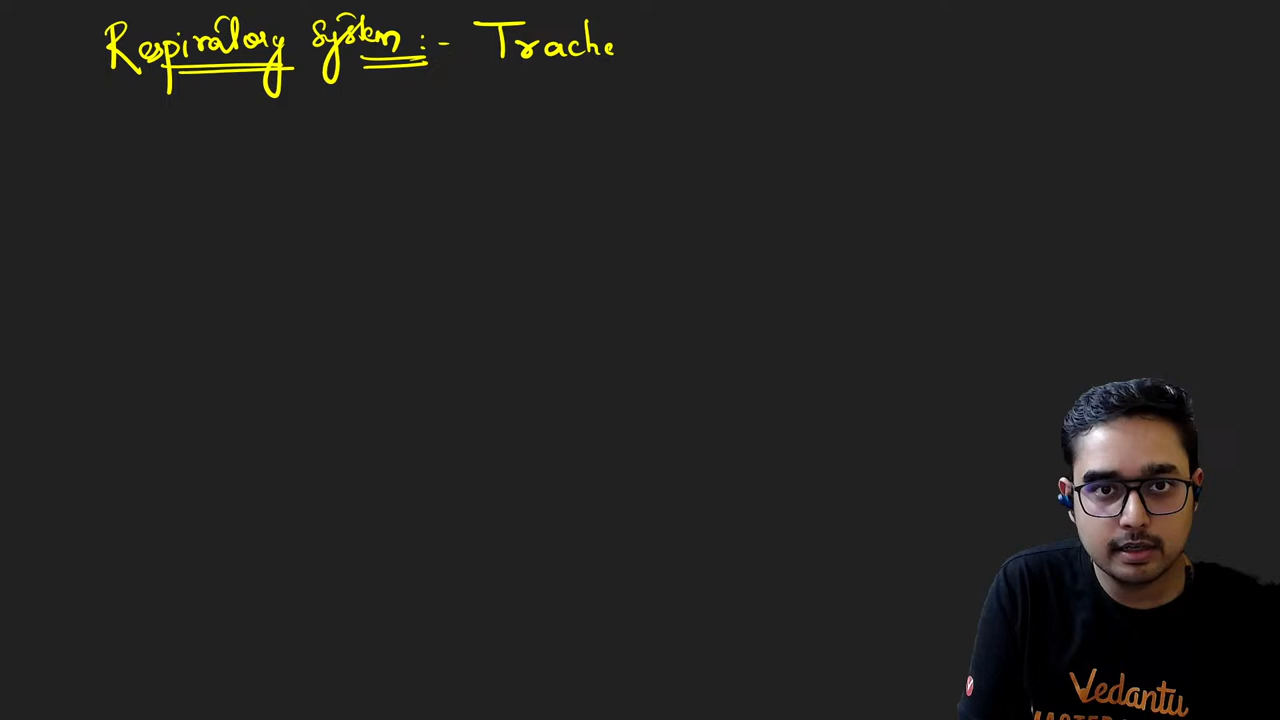 Respiratory System :- Trache
Vedantu